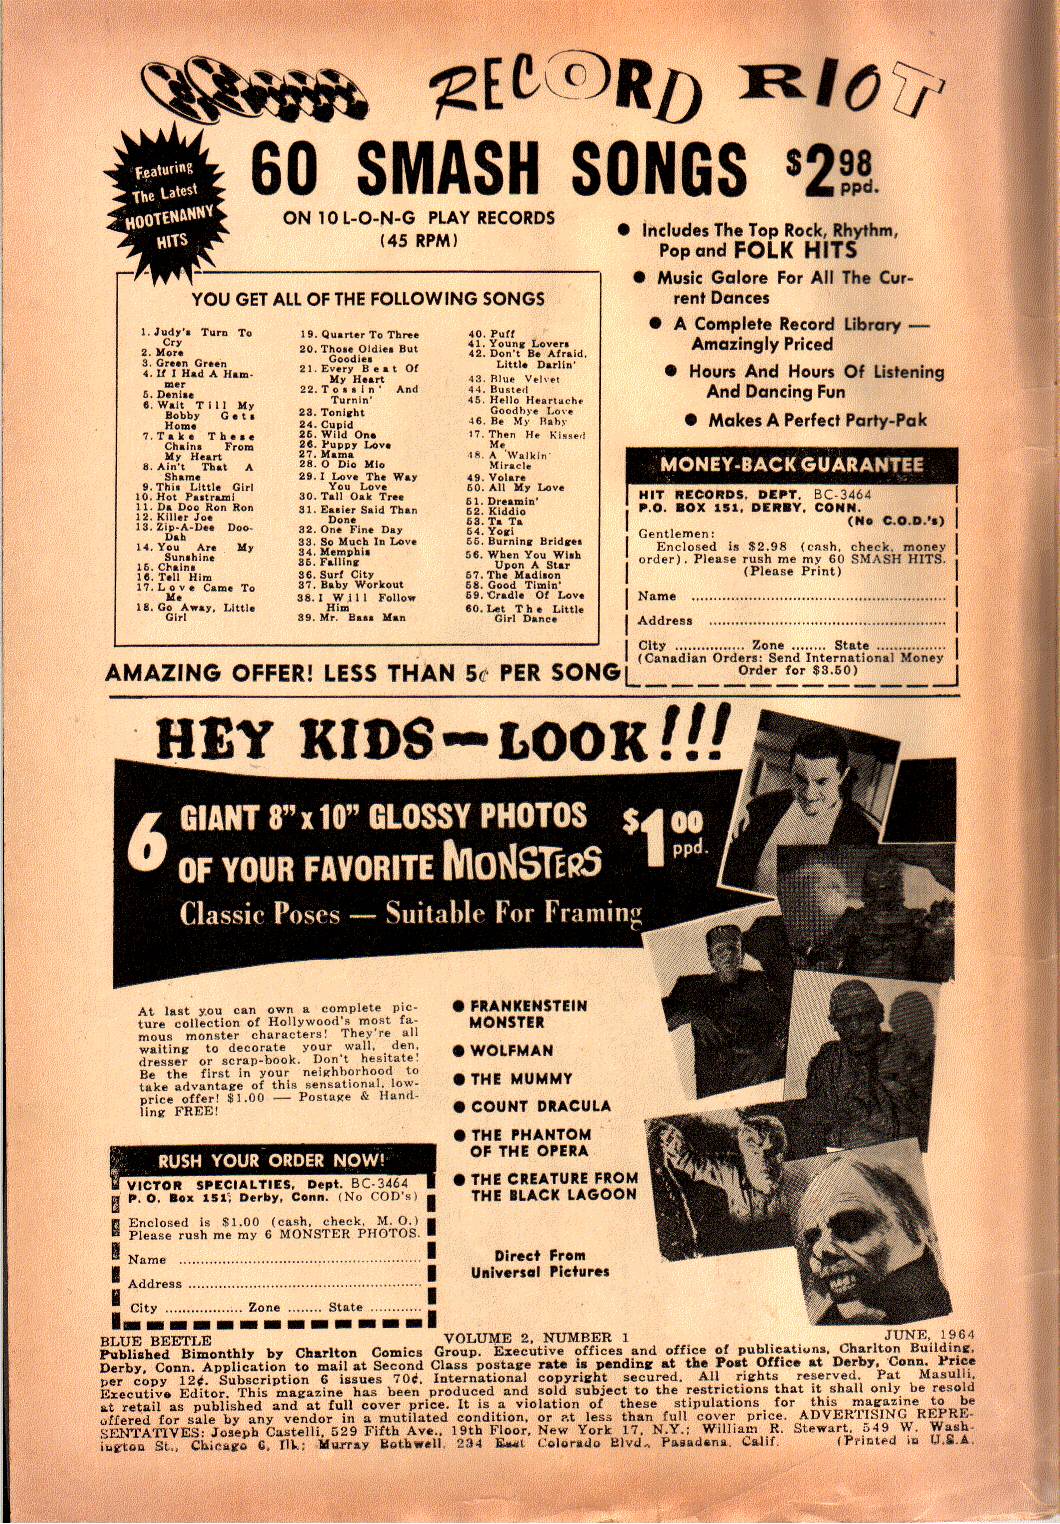 RECORD RIOT
Featuring
The Latest
HOOTENANNY
HITS
60 SMASH SONGS $2.98 ppd.
ON 10 L-O-N-G PLAY RECORDS
(45 RPM)
● Includes The Top Rock, Rhythm,
Pop and FOLK HITS
● Music Galore For All The Cur-
rent Dances
● A Complete Record Library —
Amazingly Priced
● Hours And Hours Of Listening
And Dancing Fun
● Makes A Perfect Party-Pak
YOU GET ALL OF THE FOLLOWING SONGS
1. Judy's Turn To
Cry
2. More
3. Green Green
4. If I Had A Ham-
mer
5. Denise
6. Wait Till My
Bobby Gets
Home
7. Take These
Chains From
My Heart
8. Ain't That A
Shame
9. This Little Girl
10. Hot Pastrami
11. Da Doo Ron Ron
12. Killer Joe
13. Zip-A-Dee Doo-
Dah
14. You Are My
Sunshine
15. Chains
16. Tell Him
17. Love Came To
Me
18. Go Away, Little
Girl
19. Quarter To Three
20. Those Oldies But
Goodies
21. Every Beat Of
My Heart
22. Tossin' And
Turnin'
23. Tonight
24. Cupid
25. Wild One
26. Puppy Love
27. Mama
28. O Dio Mio
29. I Love The Way
You Love
30. Tall Oak Tree
31. Easier Said Than
Done
32. One Fine Day
33. So Much In Love
34. Memphis
35. Falling
36. Surf City
37. Baby Workout
38. I Will Follow
Him
39. Mr. Bass Man
40. Puff
41. Young Lovers
42. Don't Be Afraid,
Little Darlin'
43. Blue Velvet
44. Busted
45. Hello Heartache
Goodbye Love
46. Be My Baby
47. Then He Kissed
Me
48. A Walkin'
Miracle
49. Volare
50. All My Love
51. Dreamin'
52. Kiddio
53. Ta Ta
54. Yogi
55. Burning Bridges
56. When You Wish
Upon A Star
57. The Madison
58. Good Timin'
59. Cradle Of Love
60. Let The Little
Girl Dance
MONEY-BACK GUARANTEE
HIT RECORDS, DEPT. BC-3464
P.O. BOX 151, DERBY, CONN.
(No C.O.D.'s)
Gentlemen:
Enclosed is $2.98 (cash, check, money
order). Please rush me my 60 SMASH HITS.
(Please Print)
Name
Address
City Zone State
(Canadian Orders: Send International Money
Order for $3.50)
AMAZING OFFER! LESS THAN 5¢ PER SONG
HEY KIDS—LOOK!!!
6 GIANT 8" x 10" GLOSSY PHOTOS $1.00 ppd.
OF YOUR FAVORITE MONSTERS
Classic Poses — Suitable For Framing
At last you can own a complete pic-
ture collection of Hollywood's most fa-
mous monster characters! They're all
waiting to decorate your wall, den,
dresser or scrap-book. Don't hesitate!
Be the first in your neighborhood to
take advantage of this sensational, low-
price offer! $1.00 — Postage & Hand-
ling FREE!
● FRANKENSTEIN
MONSTER
● WOLFMAN
● THE MUMMY
● COUNT DRACULA
● THE PHANTOM
OF THE OPERA
● THE CREATURE FROM
THE BLACK LAGOON
Direct From
Universal Pictures
RUSH YOUR ORDER NOW!
VICTOR SPECIALTIES, Dept. BC-3464
P. O. Box 151, Derby, Conn. (No COD's)
Enclosed is $1.00 (cash, check, M. O.)
Please rush me my 6 MONSTER PHOTOS.
Name
Address
City Zone State
BLUE BEETLE VOLUME 2, NUMBER 1 JUNE, 1964
Published Bimonthly by Charlton Comics Group. Executive offices and office of publications, Charlton Building,
Derby, Conn. Application to mail at Second Class postage rate is pending at the Post Office at Derby, Conn. Price
per copy 12¢. Subscription 6 issues 70¢. International copyright secured. All rights reserved. Pat Masulli,
Executive Editor. This magazine has been produced and sold subject to the restrictions that it shall only be resold
at retail as published and at full cover price. It is a violation of these stipulations for this magazine to be
offered for sale by any vendor in a mutilated condition, or at less than full cover price. ADVERTISING REPRE-
SENTATIVES: Joseph Castelli, 529 Fifth Ave., 19th Floor, New York 17, N.Y.; William R. Stewart, 549 W. Wash-
ington St., Chicago 6, Ill.; Murray Bothwell, 234 East Colorado Blvd., Pasadena, Calif. (Printed in U.S.A.